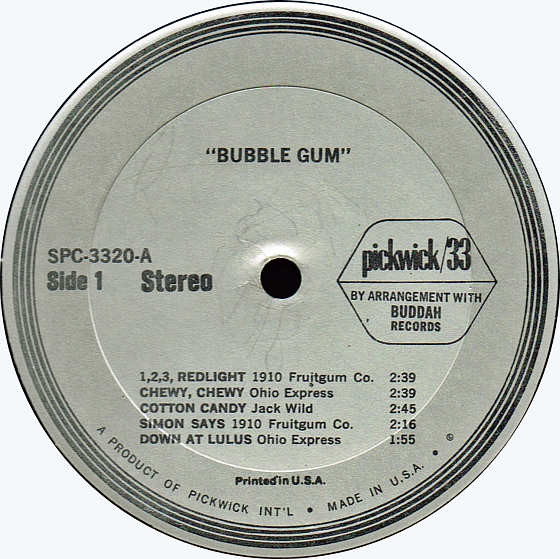 "BUBBLE GUM"
SPC-3320-A
Side 1 Stereo
pickwick/33
BY ARRANGEMENT WITH
BUDDAH
RECORDS
1,2,3, REDLIGHT 1910 Fruitgum Co. 2:39
CHEWY, CHEWY Ohio Express 2:39
COTTON CANDY Jack Wild 2:45
SIMON SAYS 1910 Fruitgum Co. 2:16
DOWN AT LULUS Ohio Express 1:55
Printed in U.S.A.
A PRODUCT OF PICKWICK INT'L • MADE IN U.S.A. •